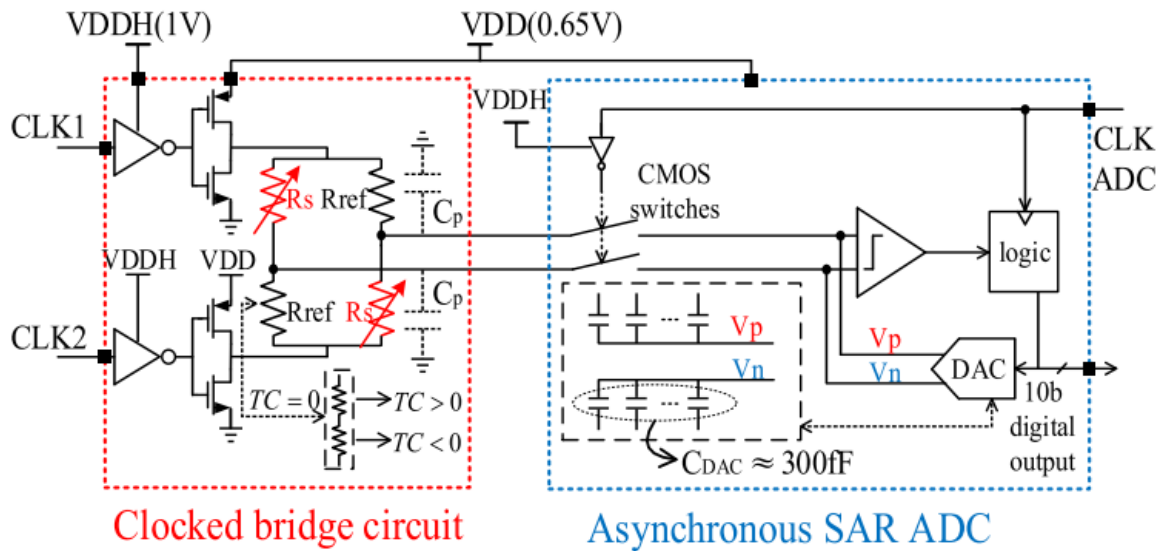 VDDH(1V)
VDD(0.65V)
CLK1
Rs
Rref
Cp
VDDH
CMOS
switches
CLK
ADC
logic
VDDH
VDD
Rref
Rs
Cp
CLK2
Vp
Vn
Vp
Vn
DAC
TC = 0
TC > 0
TC < 0
10b
digital
output
CDAC ≈ 300fF
Clocked bridge circuit
Asynchronous SAR ADC